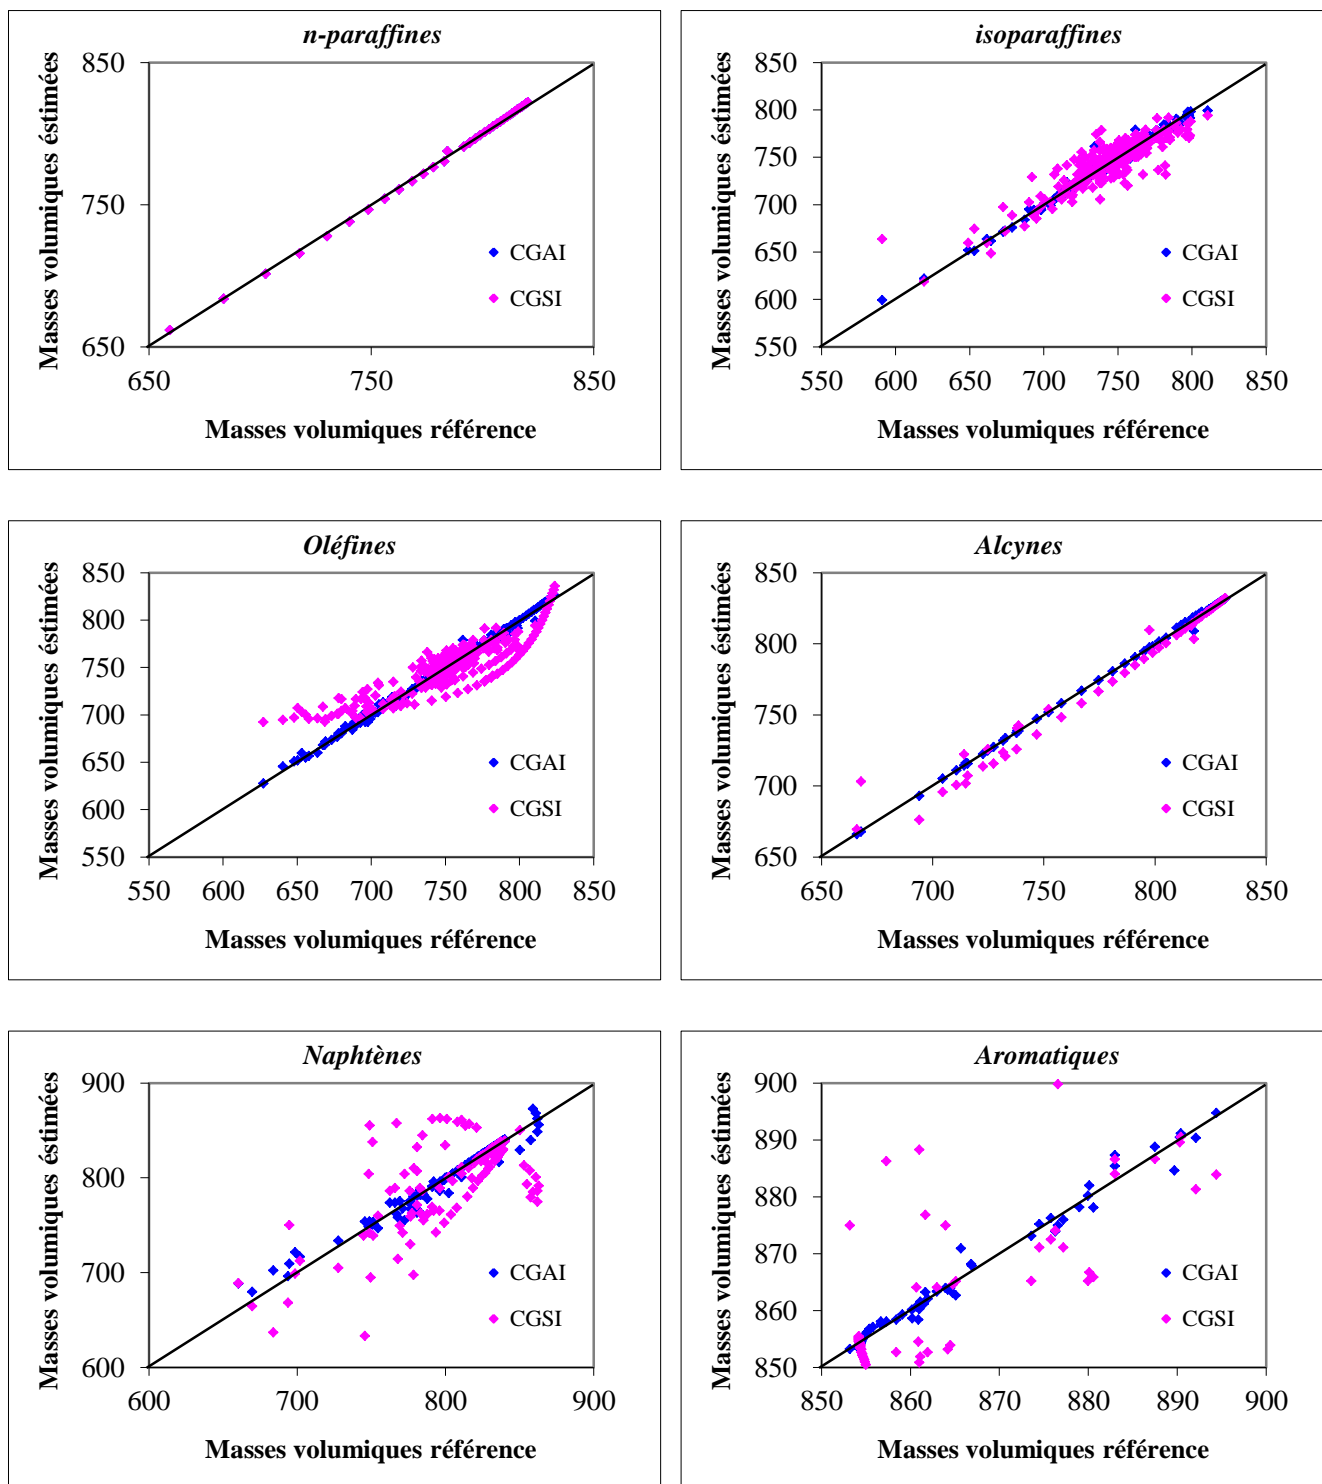 n-paraffines
850
750
650
650 750 850
Masses volumiques éstimées
Masses volumiques référence
CGAI
CGSI
isoparaffines
850
800
750
700
650
600
550
550 600 650 700 750 800 850
Masses volumiques éstimées
Masses volumiques référence
CGAI
CGSI
Oléfines
850
800
750
700
650
600
550
550 600 650 700 750 800 850
Masses volumiques éstimées
Masses volumiques référence
CGAI
CGSI
Alcynes
850
800
750
700
650
650 700 750 800 850
Masses volumiques éstimées
Masses volumiques référence
CGAI
CGSI
Naphtènes
900
800
700
600
600 700 800 900
Masses volumiques éstimées
Masses volumiques référence
CGAI
CGSI
Aromatiques
900
890
880
870
860
850
850 860 870 880 890 900
Masses volumiques éstimées
Masses volumiques référence
CGAI
CGSI